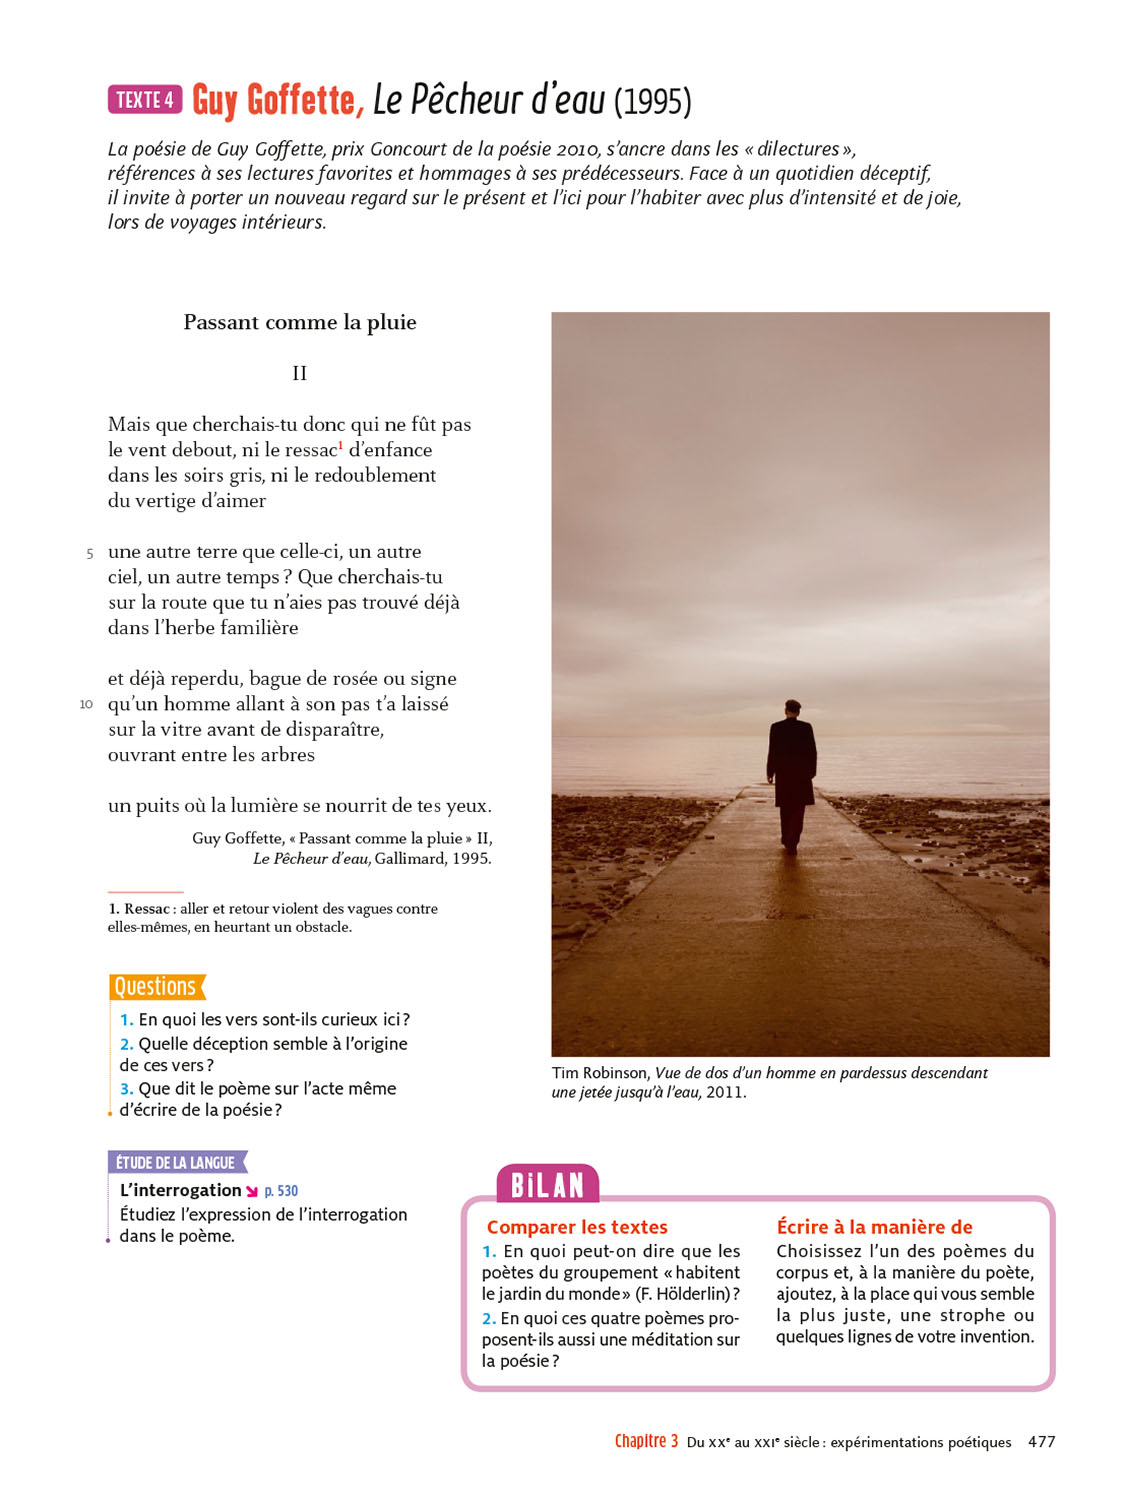 TEXTE 4 Guy Goffette, Le Pêcheur d’eau (1995)
La poésie de Guy Goffette, prix Goncourt de la poésie 2010, s’ancre dans les « dilectures »,
références à ses lectures favorites et hommages à ses prédécesseurs. Face à un quotidien déceptif,
il invite à porter un nouveau regard sur le présent et l’ici pour l’habiter avec plus d’intensité et de joie,
lors de voyages intérieurs.
Passant comme la pluie
II
Mais que cherchais-tu donc qui ne fût pas
le vent debout, ni le ressac1 d’enfance
dans les soirs gris, ni le redoublement
du vertige d’aimer
5 une autre terre que celle-ci, un autre
ciel, un autre temps ? Que cherchais-tu
sur la route que tu n’aies pas trouvé déjà
dans l’herbe familière
et déjà reperdu, bague de rosée ou signe
10 qu’un homme allant à son pas t’a laissé
sur la vitre avant de disparaître,
ouvrant entre les arbres
un puits où la lumière se nourrit de tes yeux.
Guy Goffette, « Passant comme la pluie » II,
Le Pêcheur d’eau, Gallimard, 1995.
1. Ressac : aller et retour violent des vagues contre
elles-mêmes, en heurtant un obstacle.
Questions
1. En quoi les vers sont-ils curieux ici ?
2. Quelle déception semble à l’origine
de ces vers ?
3. Que dit le poème sur l’acte même
d’écrire de la poésie ?
ÉTUDE DE LA LANGUE
L’interrogation ➘ p. 530
Étudiez l’expression de l’interrogation
dans le poème.
Tim Robinson, Vue de dos d’un homme en pardessus descendant
une jetée jusqu’à l’eau, 2011.
BiLAN
Comparer les textes
1. En quoi peut-on dire que les
poètes du groupement « habitent
le jardin du monde » (F. Hölderlin) ?
2. En quoi ces quatre poèmes pro-
posent-ils aussi une méditation sur
la poésie ?
Écrire à la manière de
Choisissez l’un des poèmes du
corpus et, à la manière du poète,
ajoutez, à la place qui vous semble
la plus juste, une strophe ou
quelques lignes de votre invention.
Chapitre 3 Du XXe au XXIe siècle : expérimentations poétiques 477